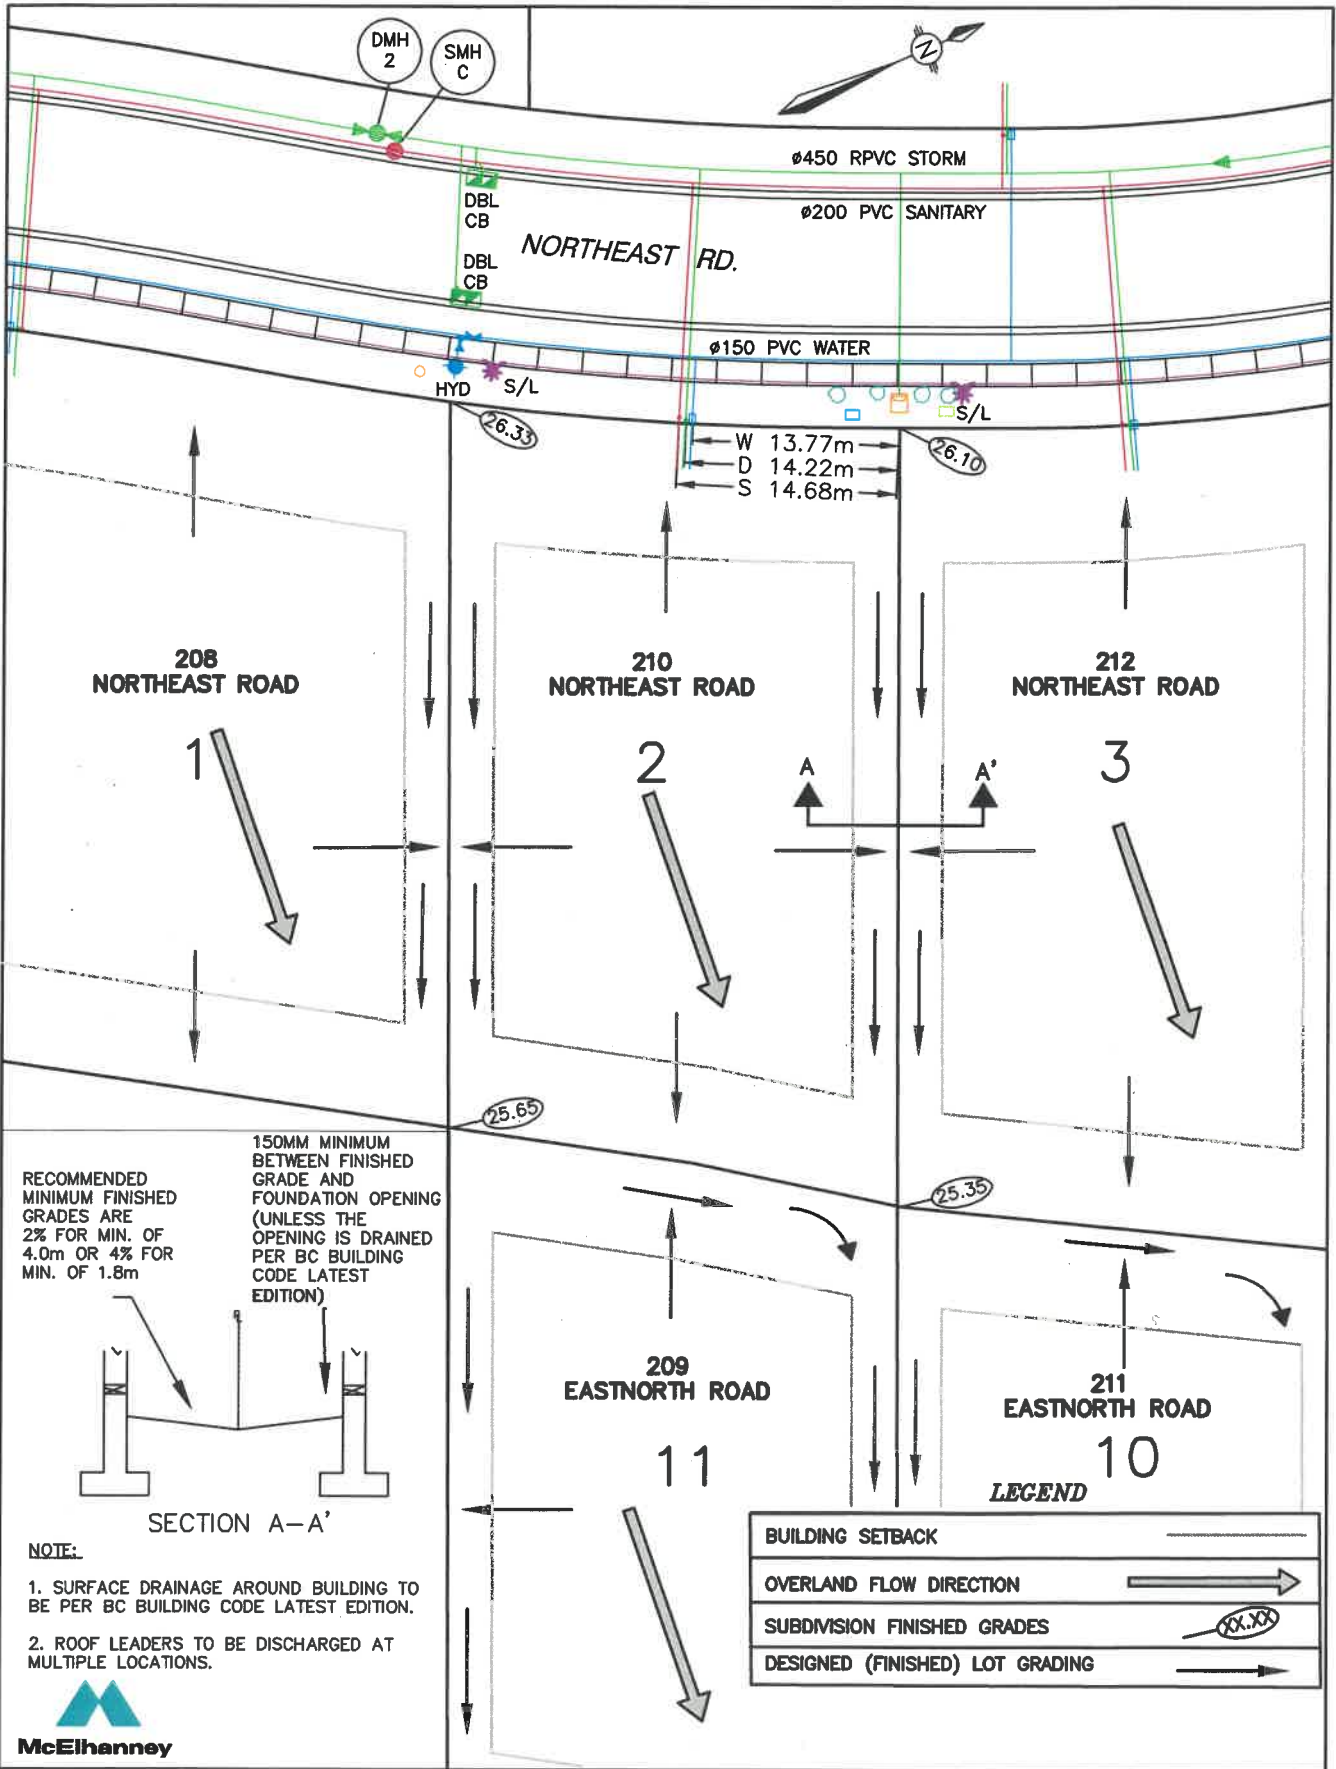 DMH
2
SMH
C
N
ø450 RPVC STORM
ø200 PVC SANITARY
DBL
CB
NORTHEAST RD.
DBL
CB
ø150 PVC WATER
HYD
S/L
S/L
26.33
26.10
W 13.77m
D 14.22m
S 14.68m
208
NORTHEAST ROAD
1
210
NORTHEAST ROAD
2
212
NORTHEAST ROAD
3
A
A'
25.65
25.35
RECOMMENDED
MINIMUM FINISHED
GRADES ARE
2% FOR MIN. OF
4.0m OR 4% FOR
MIN. OF 1.8m
150MM MINIMUM
BETWEEN FINISHED
GRADE AND
FOUNDATION OPENING
(UNLESS THE
OPENING IS DRAINED
PER BC BUILDING
CODE LATEST
EDITION)
SECTION A-A'
NOTE:
1. SURFACE DRAINAGE AROUND BUILDING TO
BE PER BC BUILDING CODE LATEST EDITION.
2. ROOF LEADERS TO BE DISCHARGED AT
MULTIPLE LOCATIONS.
McElhanney
209
EASTNORTH ROAD
11
211
EASTNORTH ROAD
10
LEGEND
BUILDING SETBACK
OVERLAND FLOW DIRECTION
SUBDIVISION FINISHED GRADES
XX.XX
DESIGNED (FINISHED) LOT GRADING